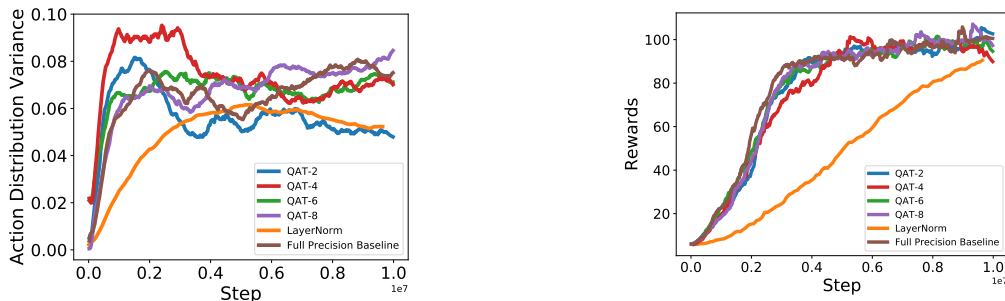 Action Distribution Variance
0.10
0.08
0.06
0.04
0.02
0.00
QAT-2
QAT-4
QAT-6
QAT-8
LayerNorm
Full Precision Baseline
0.0
0.2
0.4
0.6
0.8
1.0
1e7
Step
Rewards
100
80
60
40
20
QAT-2
QAT-4
QAT-6
QAT-8
LayerNorm
Full Precision Baseline
0.0
0.2
0.4
0.6
0.8
1.0
1e7
Step